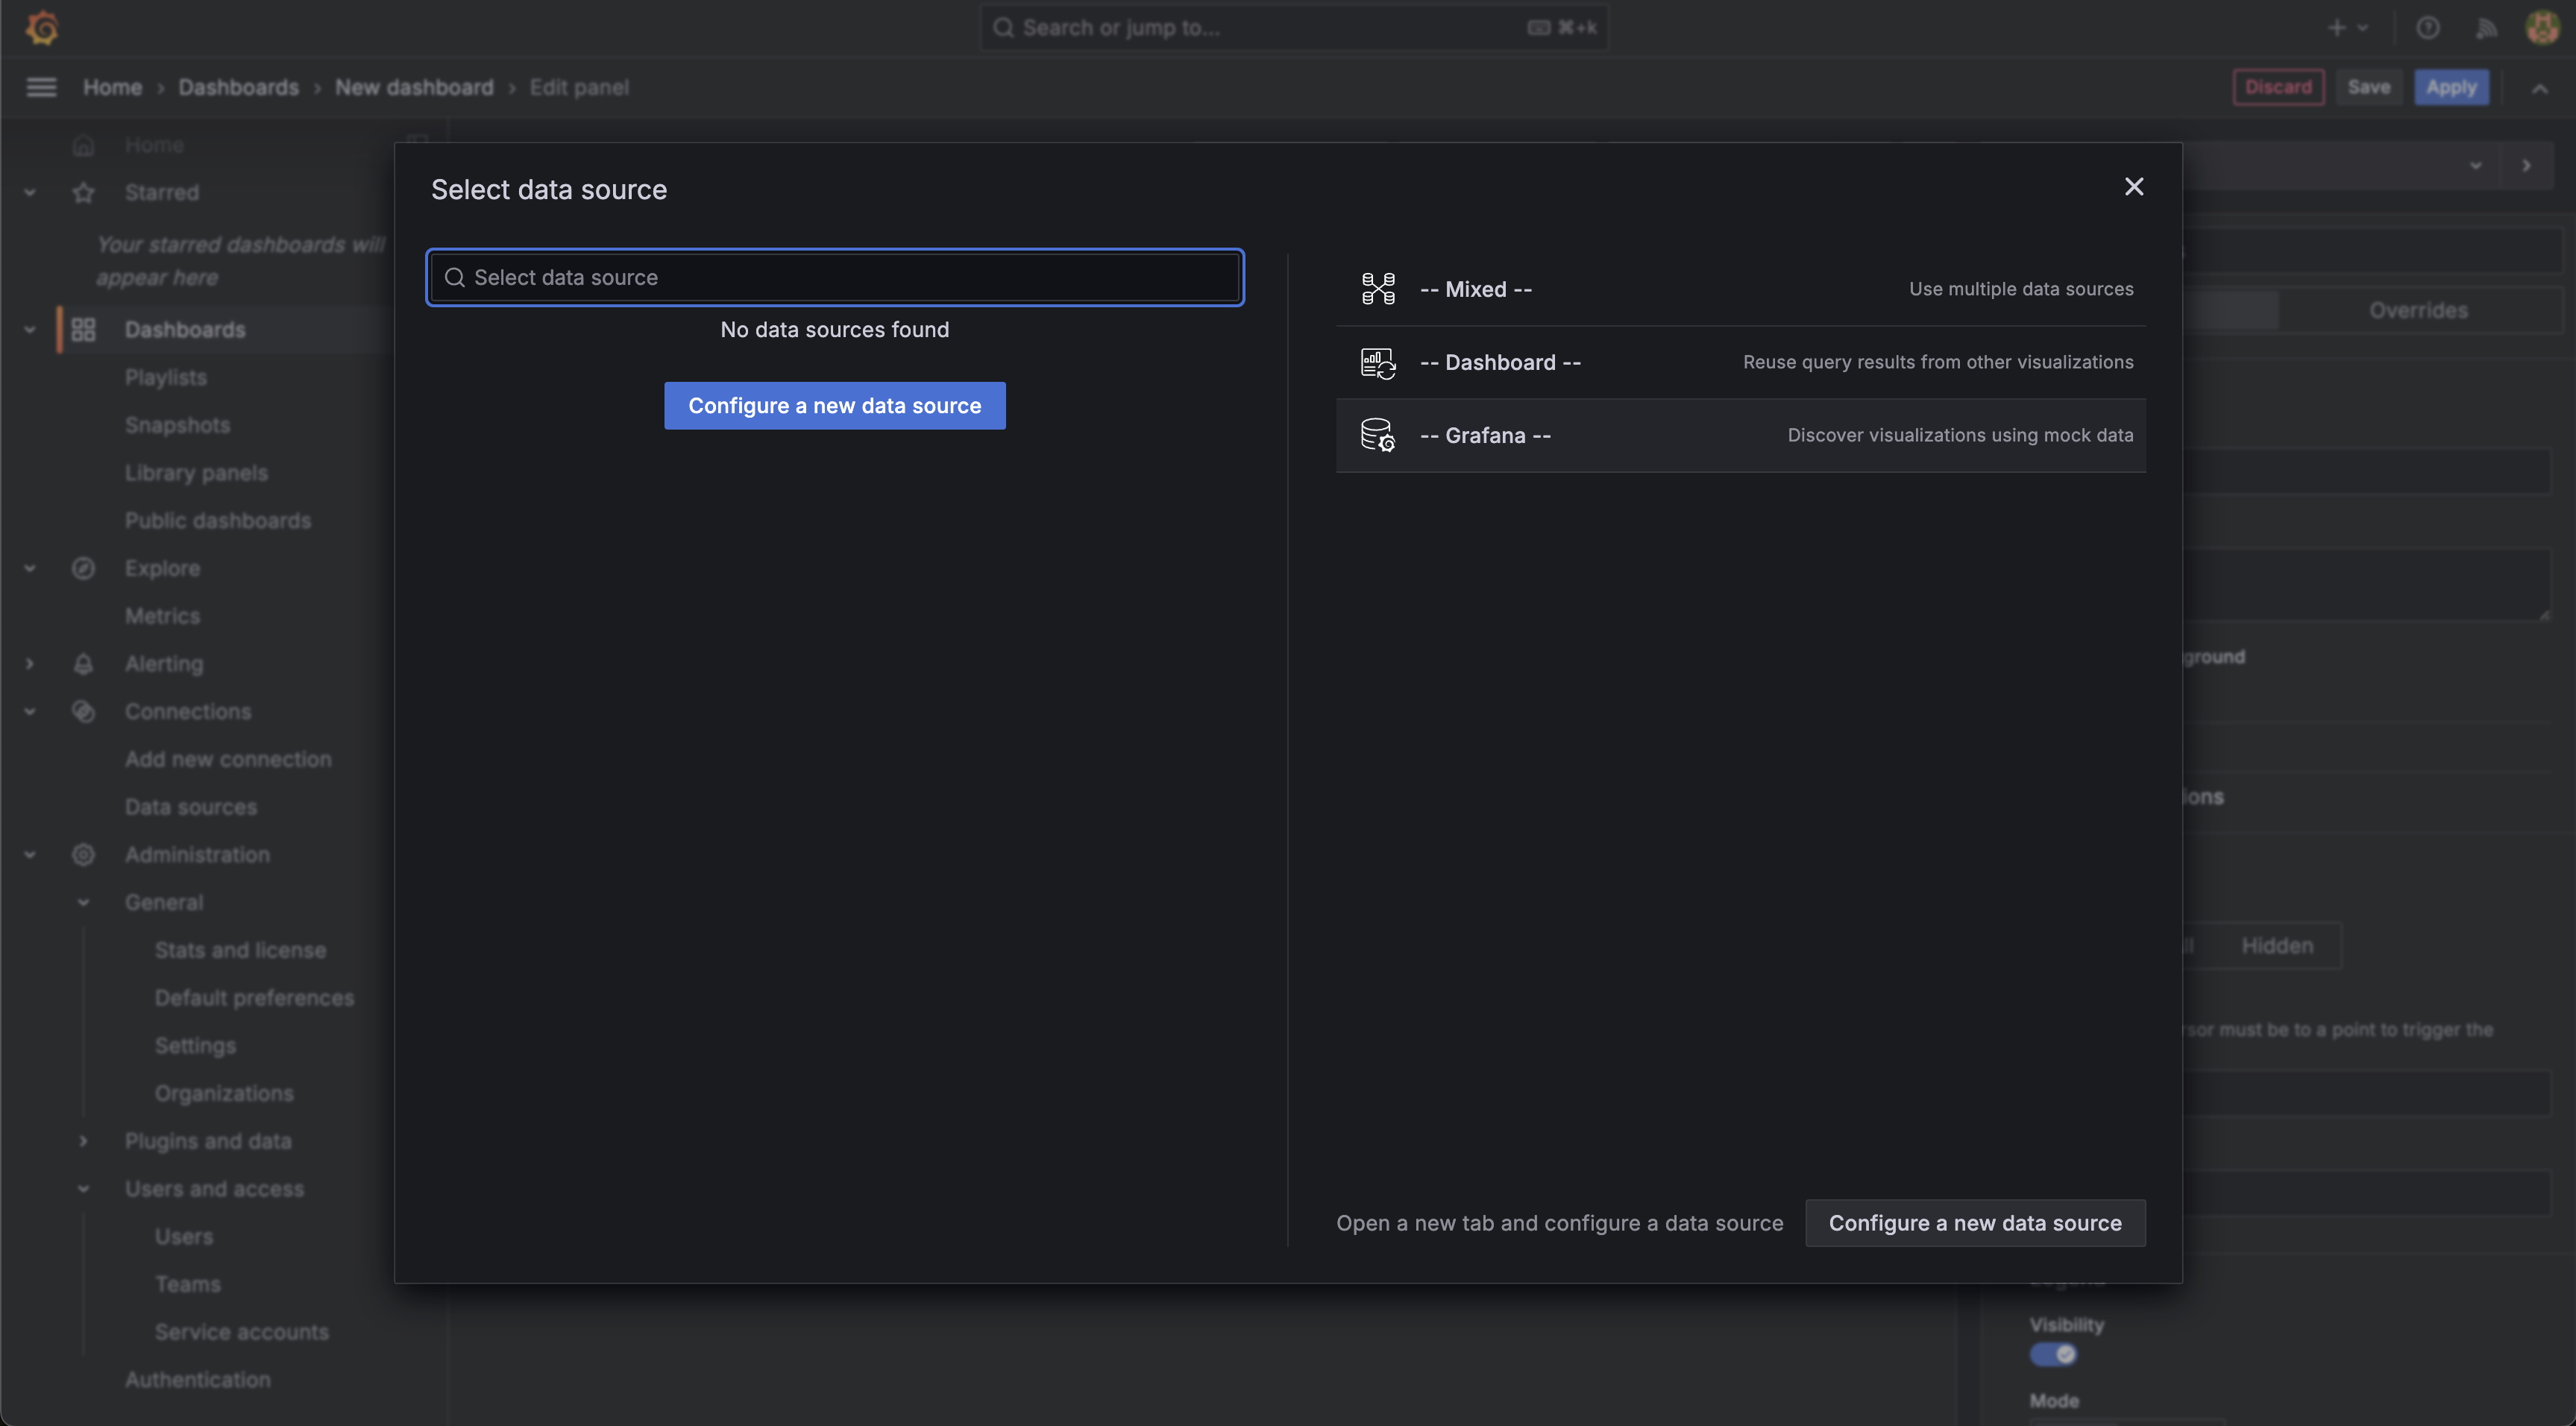 Search or jump to...
⌘+k
Home › Dashboards › New dashboard › Edit panel
Discard
Save
Apply
Home
Starred
Your starred dashboards will
appear here
Dashboards
Playlists
Snapshots
Library panels
Public dashboards
Explore
Metrics
Alerting
Connections
Add new connection
Data sources
Administration
General
Stats and license
Default preferences
Settings
Organizations
Plugins and data
Users and access
Users
Teams
Service accounts
Authentication
Select data source
Select data source
No data sources found
Configure a new data source
-- Mixed --
Use multiple data sources
-- Dashboard --
Reuse query results from other visualizations
-- Grafana --
Discover visualizations using mock data
Open a new tab and configure a data source
Configure a new data source
Overrides
Hidden
must be to a point to trigger the
Visibility
Mode